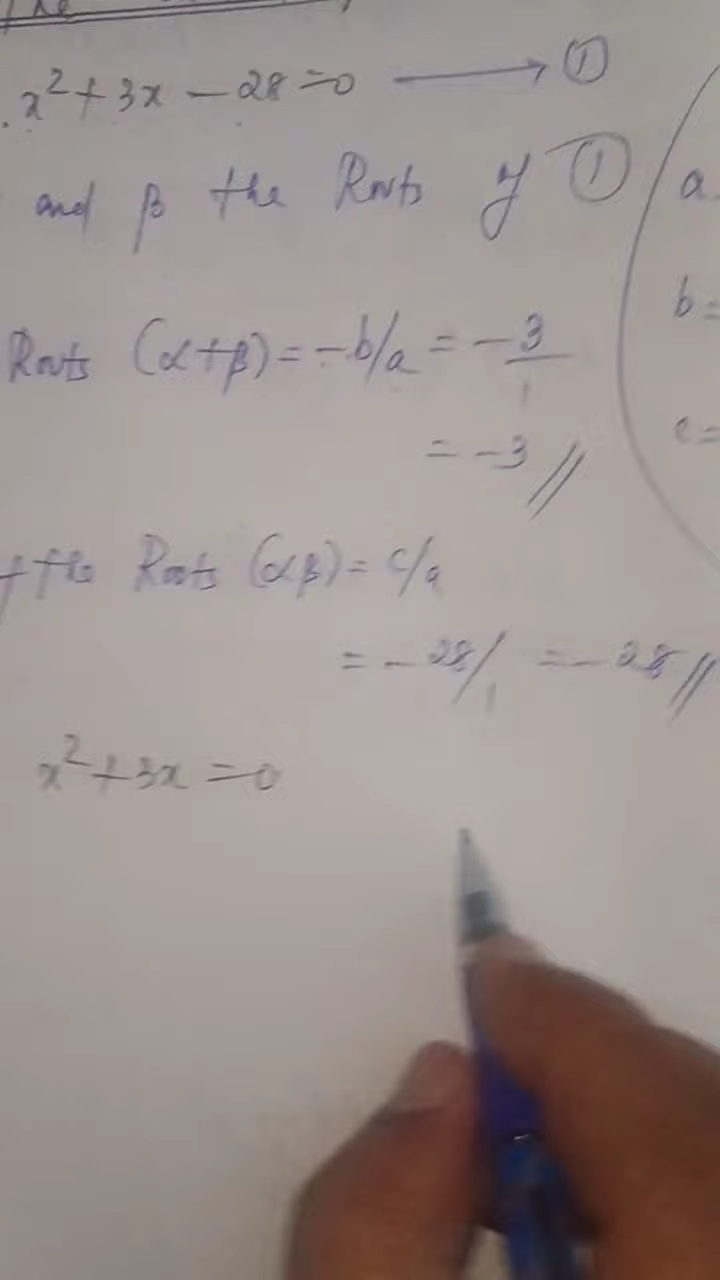 The
x² + 3x - 28 = 0 → ①
and β the Roots of ①
a
b =
Roots (α+β) = -b/a = -3/1
c =
= -3 //
the Roots (αβ) = c/a
= -28/1 = -28 //
x² + 3x = 0